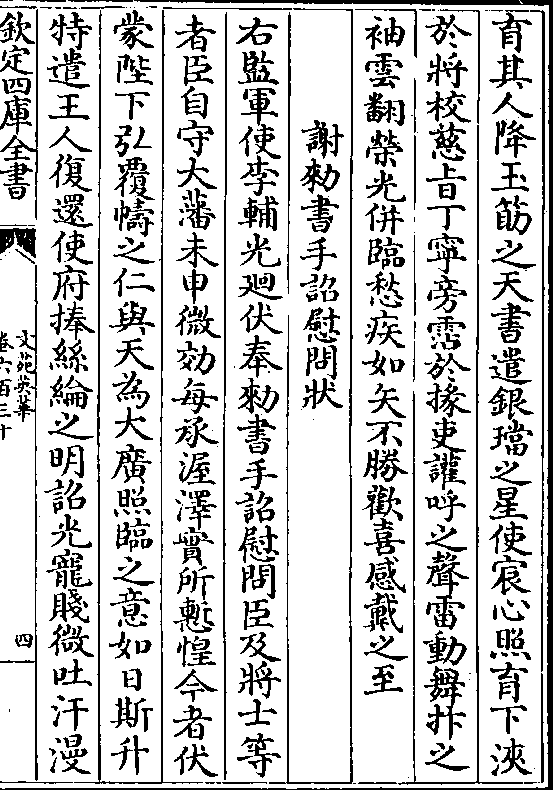 育其人降玉筯之天書遣銀璫之星使宸心照育下浹
於將校慈㫖丁寧旁霑於掾吏讙呼之聲雷動舞抃之
袖雲翻榮光併臨愁疾如矢不勝歡喜感戴之至
謝勅書手詔慰問狀
右監軍使李輔光廻伏奉勅書手詔慰問臣及將士等
者臣自守大藩未申微効每承渥澤實所慙惶今者伏
蒙陛下弘覆幬之仁與天為大廣照臨之意如日斯升
特遣王人復還使府捧絲綸之明詔光寵賤微吐汗漫
欽定四庫全書
文苑英華
卷六百三十
四